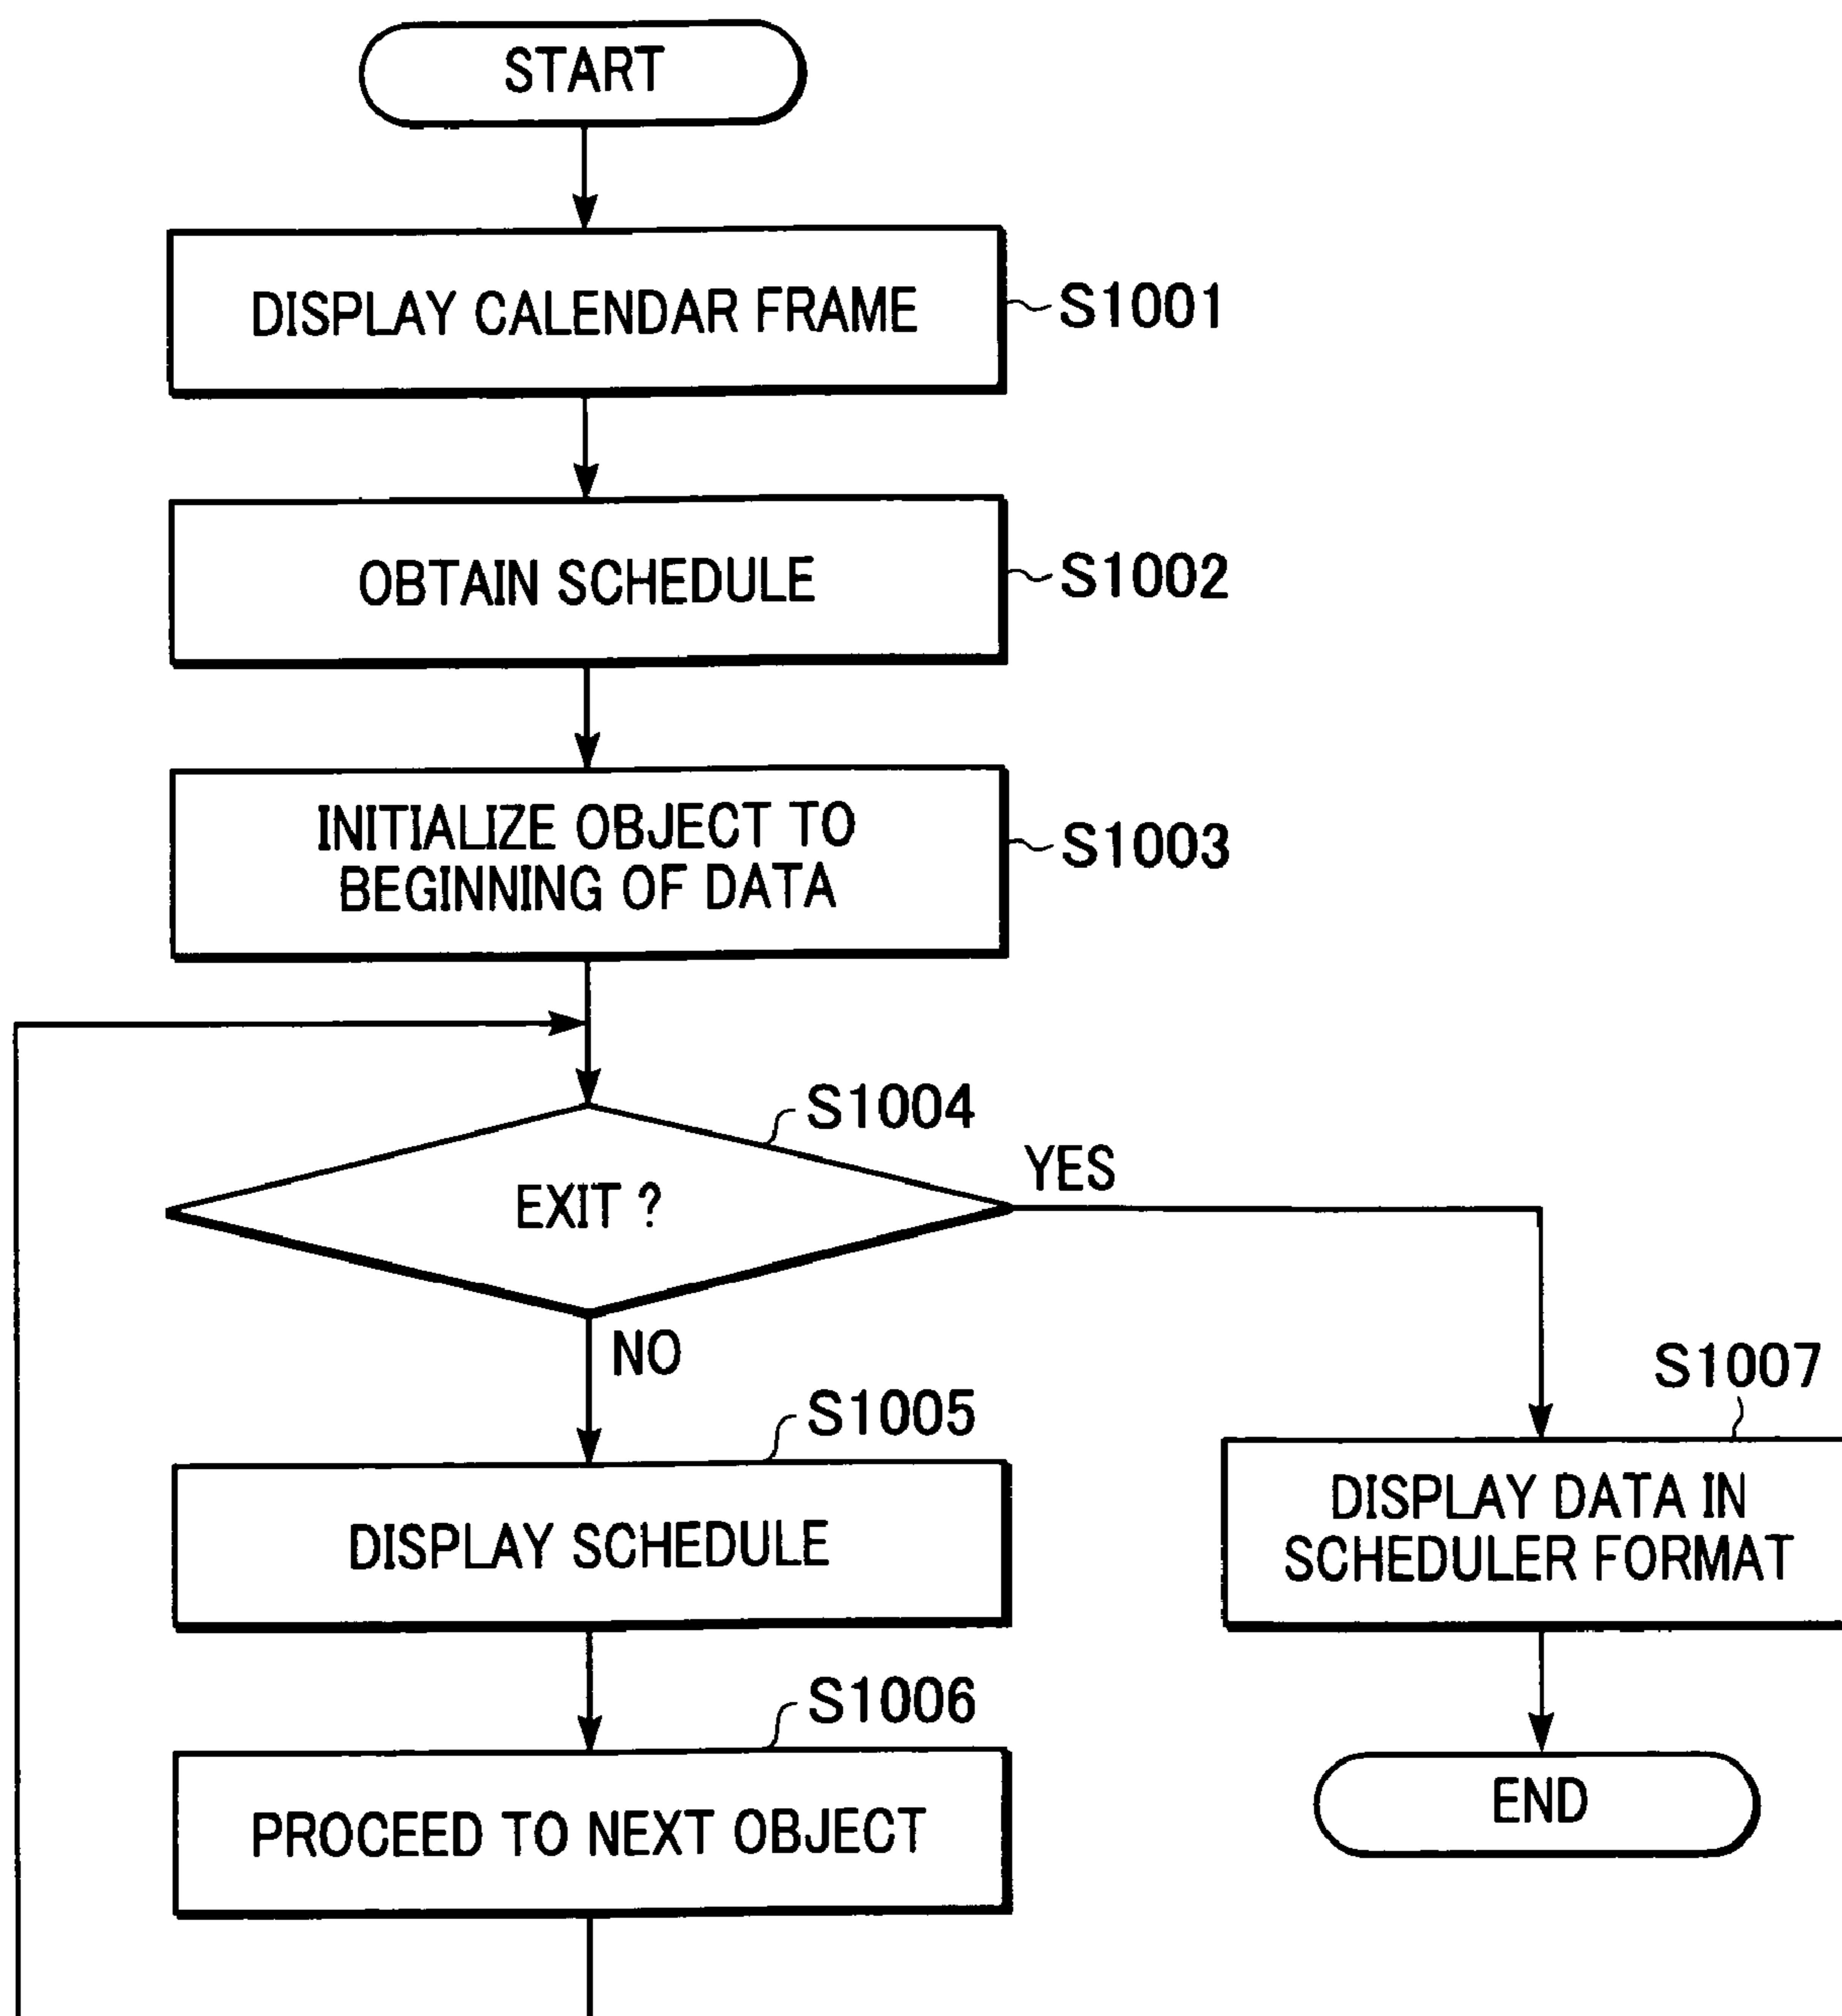 START
DISPLAY CALENDAR FRAME
S1001
OBTAIN SCHEDULE
S1002
INITIALIZE OBJECT TO
BEGINNING OF DATA
S1003
S1004
EXIT ?
YES
NO
S1005
DISPLAY SCHEDULE
S1007
DISPLAY DATA IN
SCHEDULER FORMAT
S1006
PROCEED TO NEXT OBJECT
END